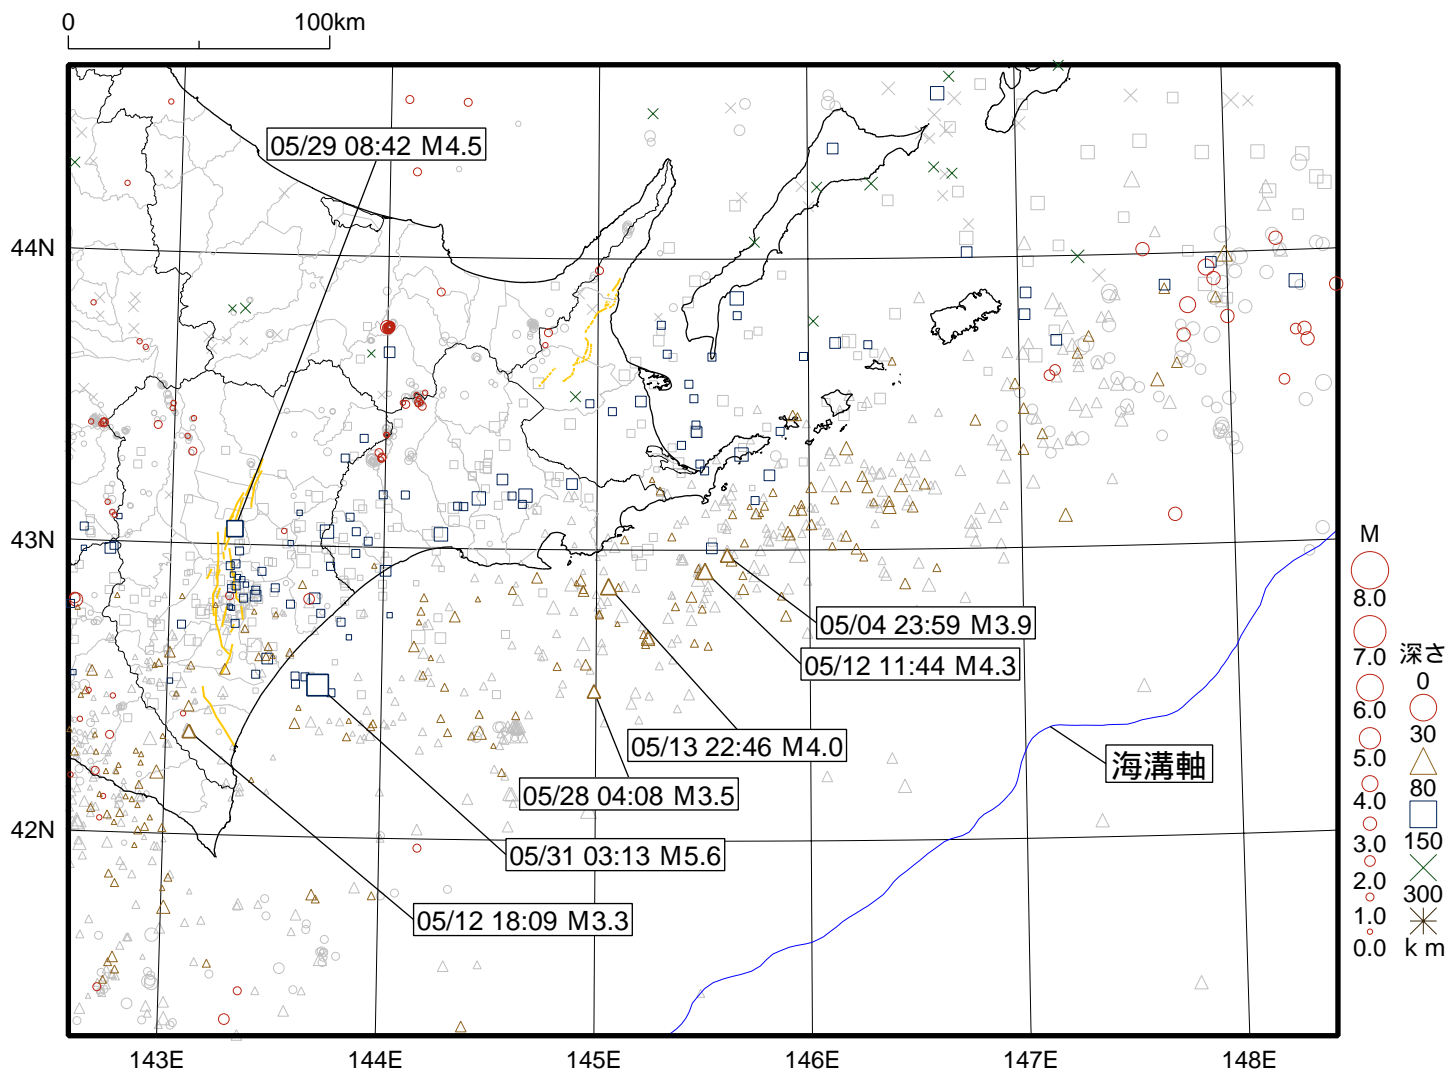 0 100km
05/29 08:42 M4.5
44N
43N
42N
05/04 23:59 M3.9
05/12 11:44 M4.3
05/13 22:46 M4.0
05/28 04:08 M3.5
05/31 03:13 M5.6
05/12 18:09 M3.3
海溝軸
143E 144E 145E 146E 147E 148E
M
8.0
7.0
6.0
5.0
4.0
3.0
2.0
1.0
0.0
深さ
0
30
80
150
300
km